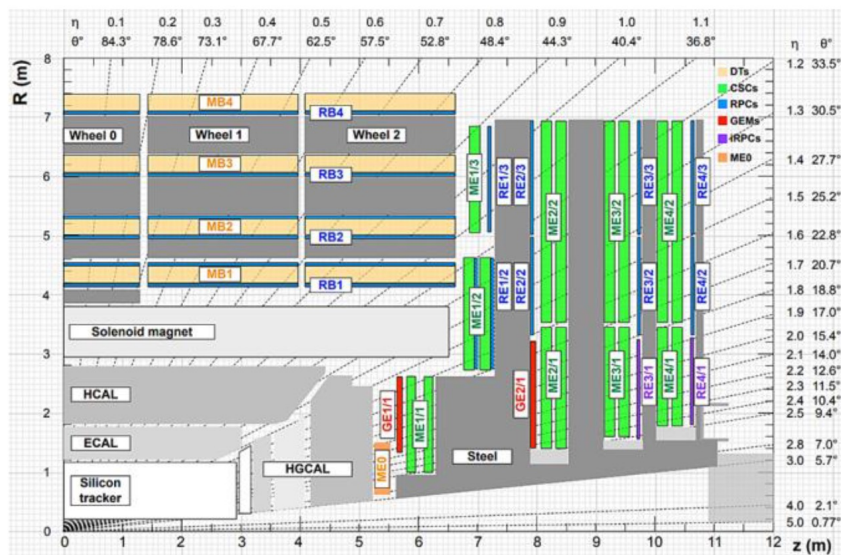 η 0.1 0.2 0.3 0.4 0.5 0.6 0.7 0.8 0.9 1.0 1.1
θ° 84.3° 78.6° 73.1° 67.7° 62.5° 57.5° 52.8° 48.4° 44.3° 40.4° 36.8° η θ°
R (m)
8
7
6
5
4
3
2
1
0
1.2 33.5°
1.3 30.5°
1.4 27.7°
1.5 25.2°
1.6 22.8°
1.7 20.7°
1.8 18.8°
1.9 17.0°
2.0 15.4°
2.1 14.0°
2.2 12.6°
2.3 11.5°
2.4 10.4°
2.5 9.4°
2.8 7.0°
3.0 5.7°
4.0 2.1°
5.0 0.77°
DTs
CSCs
RPCs
GEMs
iRPCs
ME0
MB4
RB4
Wheel 0
Wheel 1
Wheel 2
MB3
RB3
MB2
RB2
MB1
RB1
Solenoid magnet
HCAL
ECAL
Silicon
tracker
HGCAL
Steel
ME0
GE1/1
ME1/1
ME1/2
ME1/3
RE1/3
RE2/3
RE1/2
RE2/2
GE2/1
ME2/2
ME2/1
ME3/2
ME3/1
RE3/3
RE3/2
RE3/1
ME4/2
ME4/1
RE4/3
RE4/2
RE4/1
0 1 2 3 4 5 6 7 8 9 10 11 12
z (m)